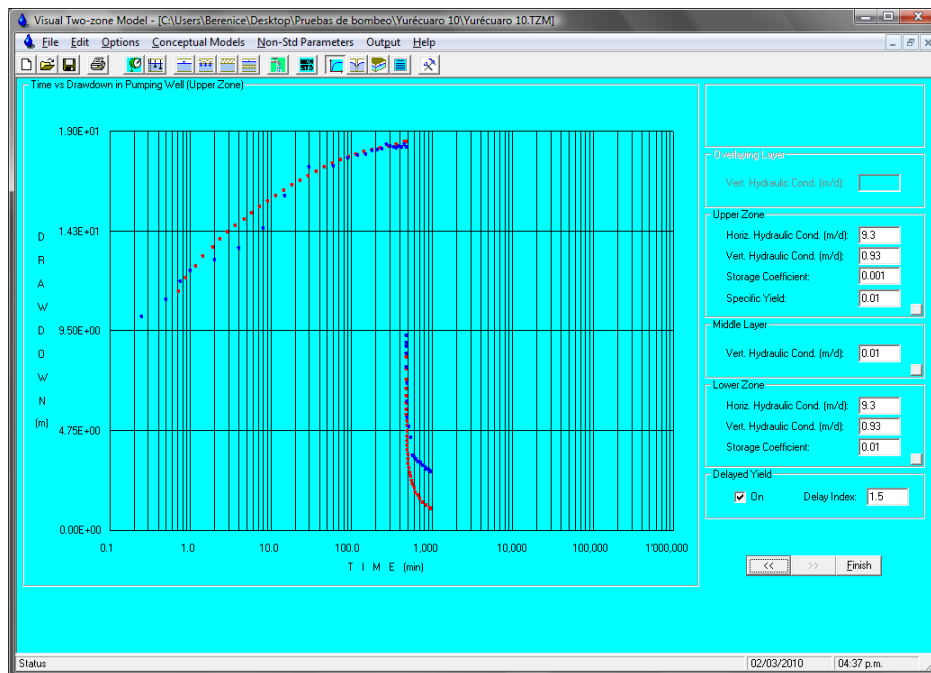 Visual Two-zone Model - [C:\Users\Berenice\Desktop\Pruebas de bombeo\Yurécuaro 10\Yurécuaro 10.TZM]
File Edit Options Conceptual Models Non-Std Parameters Output Help
Time vs Drawdown in Pumping Well (Upper Zone)
1.90E+01
1.43E+01
9.50E+00
4.75E+00
0.00E+00
D R A W D O W N (m)
0.1 1.0 10.0 100.0 1,000 10,000 100,000 1'000,000
T I M E (min)
Overlaying Layer
Vert. Hydraulic Cond. (m/d):
Upper Zone
Horiz. Hydraulic Cond. (m/d): 9.3
Vert. Hydraulic Cond. (m/d): 0.93
Storage Coefficient: 0.001
Specific Yield: 0.01
Middle Layer
Vert. Hydraulic Cond. (m/d): 0.01
Lower Zone
Horiz. Hydraulic Cond. (m/d): 9.3
Vert. Hydraulic Cond. (m/d): 0.93
Storage Coefficient: 0.01
Delayed Yield
On Delay Index: 1.5
<< >> Finish
Status 02/03/2010 04:37 p.m.